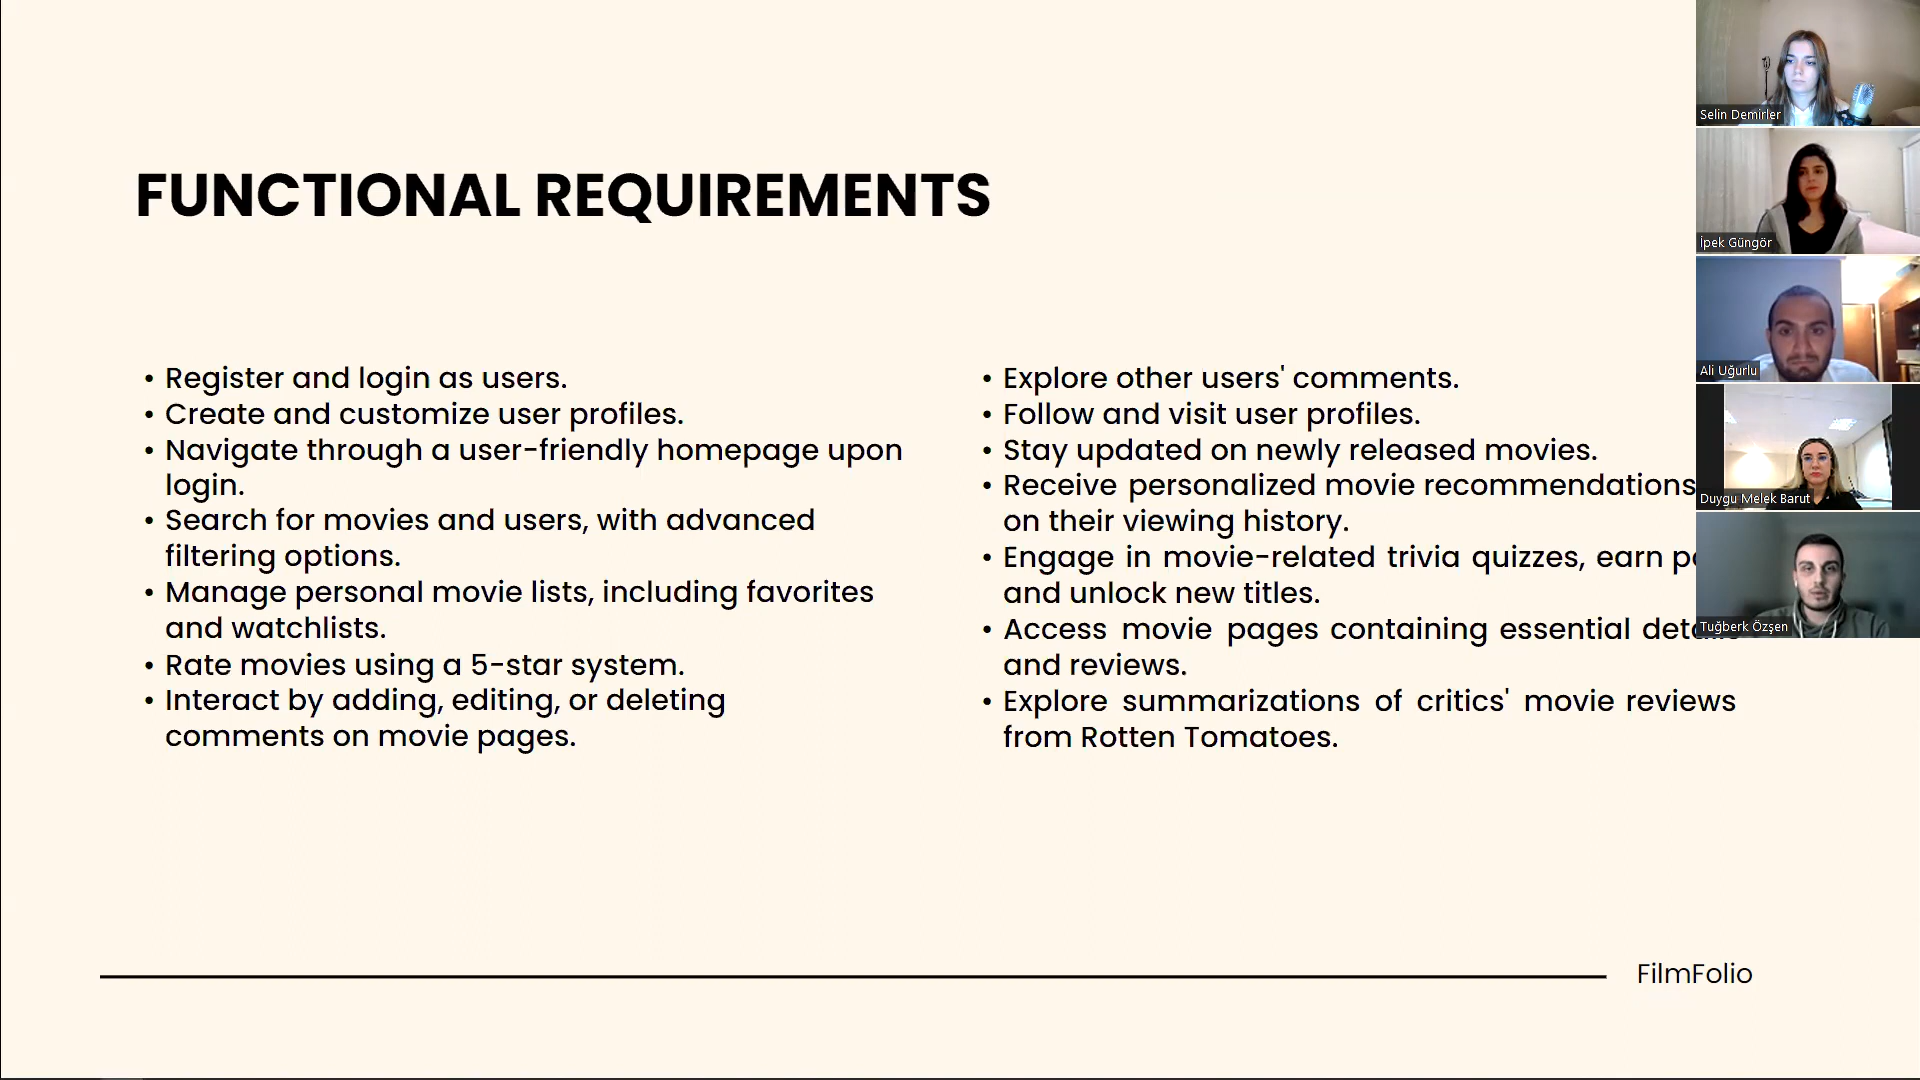 FUNCTIONAL REQUIREMENTS
• Register and login as users.
• Create and customize user profiles.
• Navigate through a user-friendly homepage upon
login.
• Search for movies and users, with advanced
filtering options.
• Manage personal movie lists, including favorites
and watchlists.
• Rate movies using a 5-star system.
• Interact by adding, editing, or deleting
comments on movie pages.
• Explore other users' comments.
• Follow and visit user profiles.
• Stay updated on newly released movies.
• Receive personalized movie recommendations
on their viewing history.
• Engage in movie-related trivia quizzes, earn
and unlock new titles.
• Access movie pages containing essential
and reviews.
• Explore summarizations of critics' movie reviews
from Rotten Tomatoes.
FilmFolio
Selin Demirler
İpek Güngör
Ali Uğurlu
Duygu Melek Barut
Tuğberk Özşen